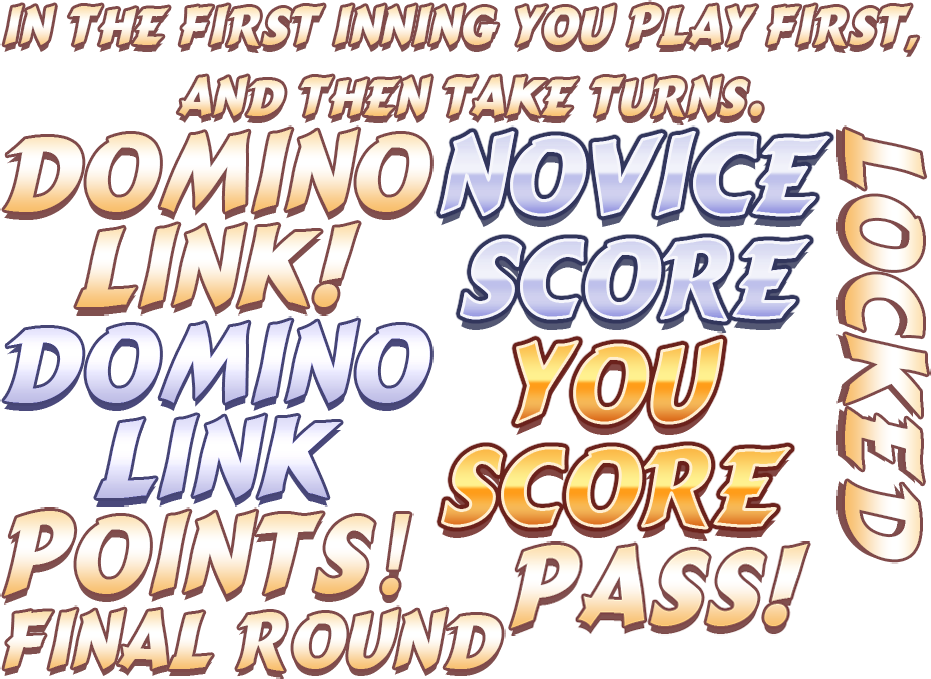 IN THE FIRST INNING YOU PLAY FIRST,
AND THEN TAKE TURNS.
DOMINO
LINK!
DOMINO
LINK
POINTS!
FINAL ROUND
NOVICE
SCORE
YOU
SCORE
PASS!
LOCKED